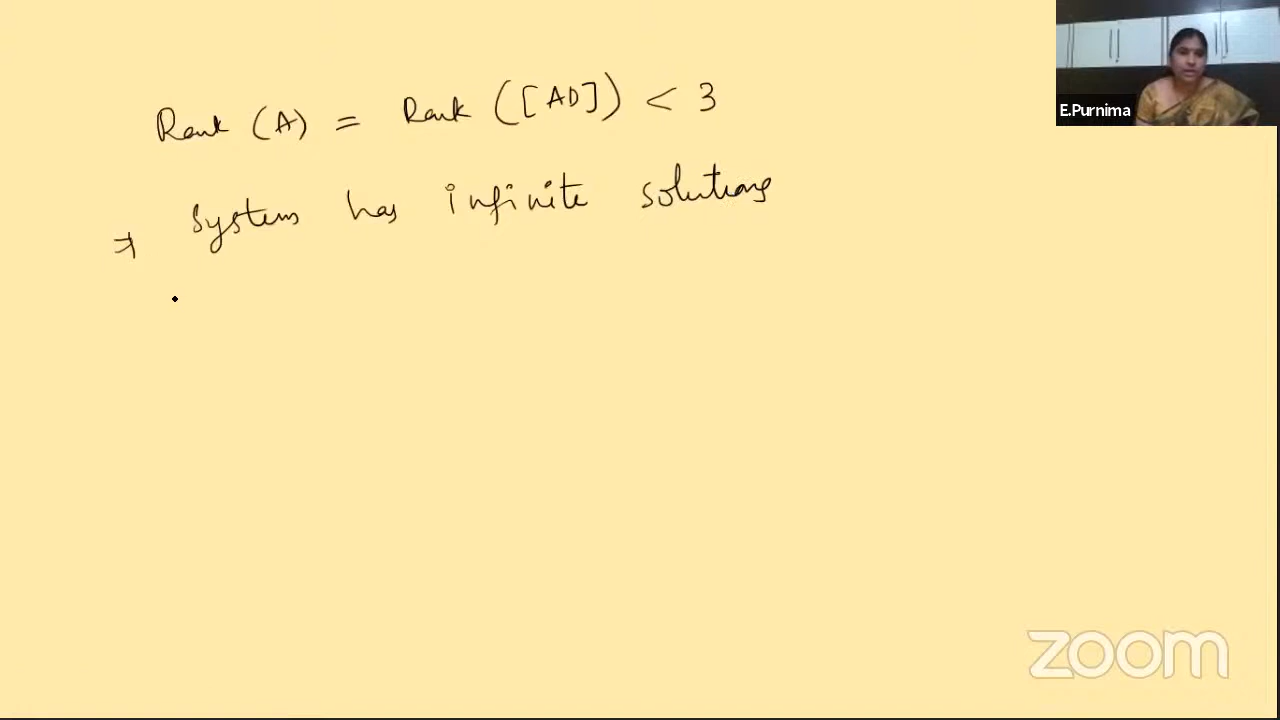 Rank (A) = Rank ([AD]) < 3
⇒ System has infinite solutions
E.Purnima
zoom